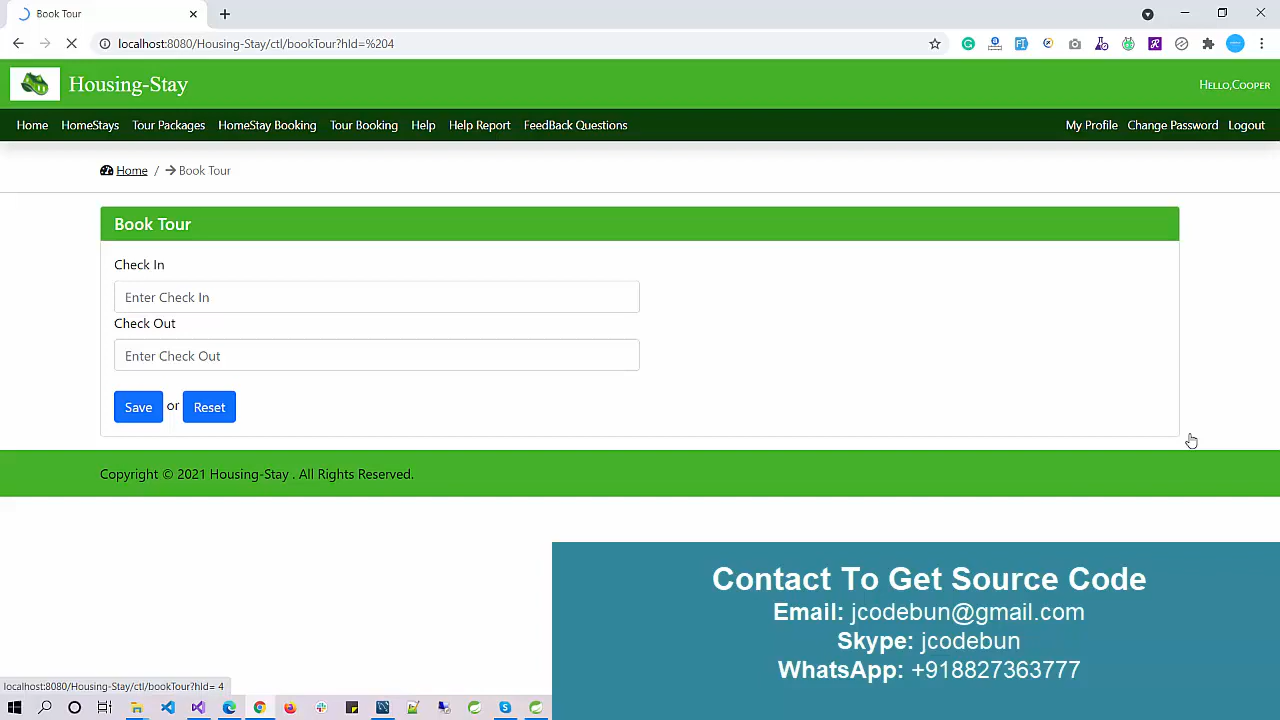 Book Tour
localhost:8080/Housing-Stay/ctl/bookTour?hId=%204
Housing-Stay
Hello,Cooper
Home HomeStays Tour Packages HomeStay Booking Tour Booking Help Help Report FeedBack Questions My Profile Change Password Logout
Home / Book Tour
Book Tour
Check In
Enter Check In
Check Out
Enter Check Out
Save or Reset
Copyright © 2021 Housing-Stay . All Rights Reserved.
Contact To Get Source Code
Email: jcodebun@gmail.com
Skype: jcodebun
WhatsApp: +918827363777
localhost:8080/Housing-Stay/ctl/bookTour?hId= 4